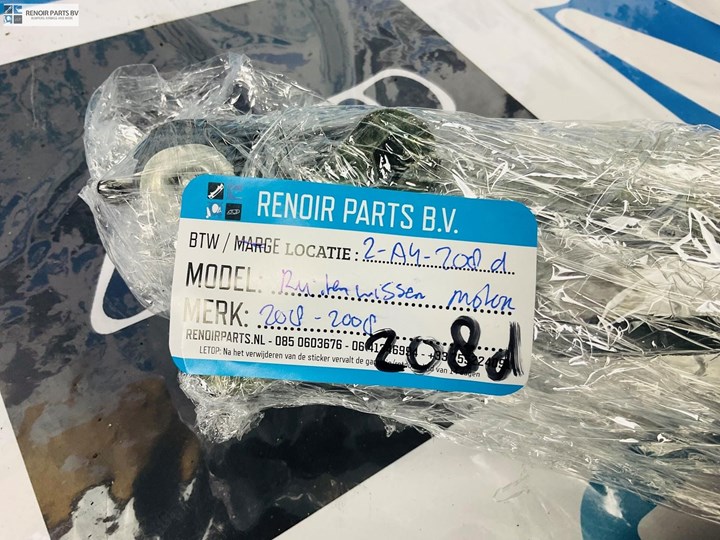 RENOIR PARTS BV
RENOIR PARTS B.V.
BTW / MARGE LOCATIE: 2-A4-208 d
MODEL: Ruitenwissen motor
MERK: 2018 - 2008
RENOIRPARTS.NL - 085 0603676 -
208d
LETOP: Na het verwijderen van de sticker vervalt de